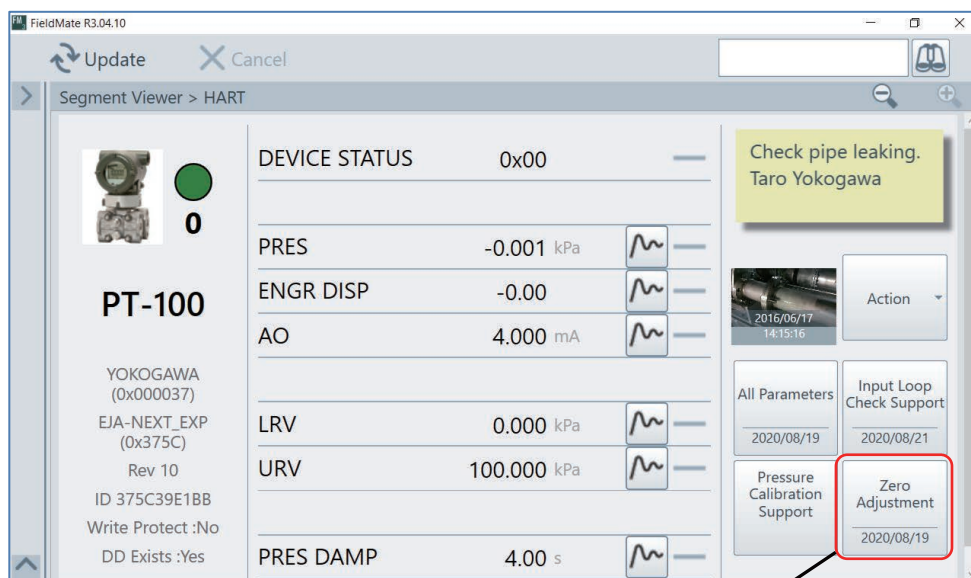 FieldMate R3.04.10
Update
Cancel
Segment Viewer > HART
0
PT-100
YOKOGAWA
(0x000037)
EJA-NEXT_EXP
(0x375C)
Rev 10
ID 375C39E1BB
Write Protect :No
DD Exists :Yes
DEVICE STATUS 0x00
PRES -0.001 kPa
ENGR DISP -0.00
AO 4.000 mA
LRV 0.000 kPa
URV 100.000 kPa
PRES DAMP 4.00 s
Check pipe leaking.
Taro Yokogawa
2016/06/17
14:15:16
Action
All Parameters
2020/08/19
Input Loop
Check Support
2020/08/21
Pressure
Calibration
Support
Zero
Adjustment
2020/08/19